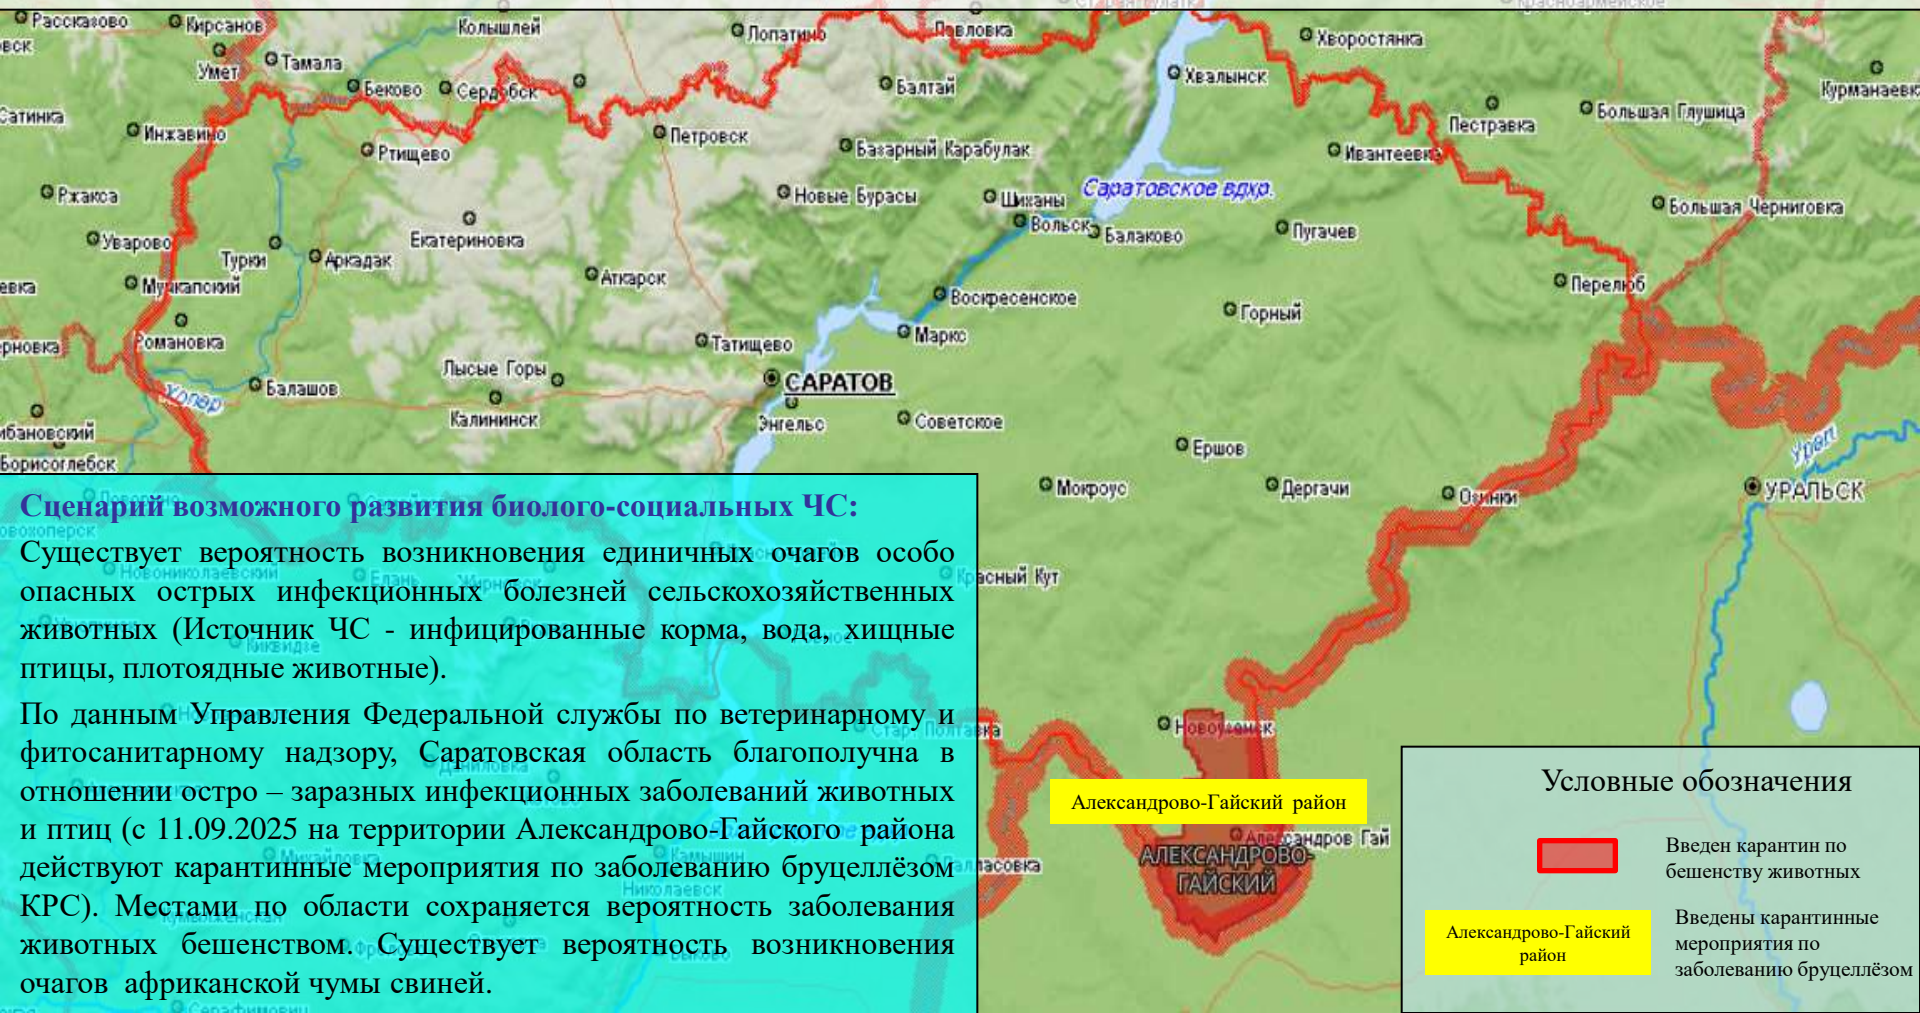 Рассказово
Кирсанов
Колышлей
Лопатино
Павловка
Хворостянка
Умет
Тамала
Беково
Сердобск
Балтай
Хвалынск
Курманаевк
Сатинка
Инжавино
Ртищево
Петровск
Базарный Карабулак
Ивантеевка
Пестравка
Большая Глушица
Ржакса
Новые Бурасы
Шиханы
Саратовское вдхр.
Большая Черниговка
Уварово
Турки
Аркадак
Екатериновка
Вольск
Балаково
Пугачев
Мучкапский
Аткарск
Воскресенское
Горный
Перелюб
Романовка
Татищево
Маркс
Лысые Горы
САРАТОВ
Хопер
Балашов
Калининск
Энгельс
Советское
Ершов
Урал
Борисоглебск
Мокроус
Дергачи
Озинки
УРАЛЬСК
Красный Кут
Новоузенск
Александров Гай
АЛЕКСАНДРОВО-
ГАЙСКИЙ
Александрово-Гайский район
Сценарий возможного развития биолого-социальных ЧС:
Существует вероятность возникновения единичных очагов особо
опасных острых инфекционных болезней сельскохозяйственных
животных (Источник ЧС - инфицированные корма, вода, хищные
птицы, плотоядные животные).
По данным Управления Федеральной службы по ветеринарному и
фитосанитарному надзору, Саратовская область благополучна в
отношении остро – заразных инфекционных заболеваний животных
и птиц (с 11.09.2025 на территории Александрово-Гайского района
действуют карантинные мероприятия по заболеванию бруцеллёзом
КРС). Местами по области сохраняется вероятность заболевания
животных бешенством. Существует вероятность возникновения
очагов африканской чумы свиней.
Условные обозначения
Введен карантин по
бешенству животных
Александрово-Гайский
район
Введены карантинные
мероприятия по
заболеванию бруцеллёзом